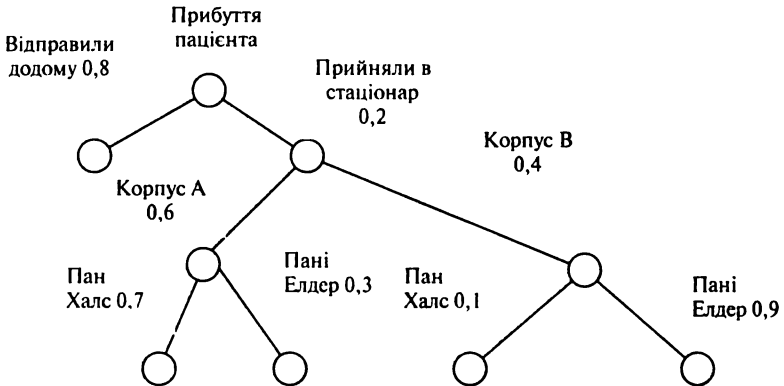 Прибуття
пацієнта
Відправили
додому 0,8
Прийняли в
стаціонар
0,2
Корпус А
0,6
Корпус В
0,4
Пан
Халс 0,7
Пані
Елдер 0,3
Пан
Халс 0,1
Пані
Елдер 0,9